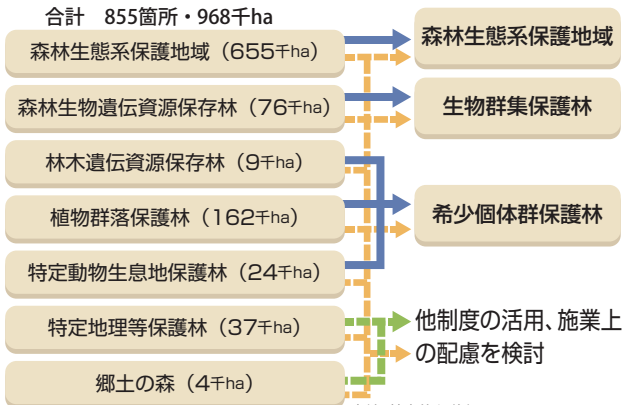 合計　855箇所・968千ha
森林生態系保護地域（655千ha）
森林生態系保護地域
森林生物遺伝資源保存林（76千ha）
生物群集保護林
林木遺伝資源保存林（9千ha）
植物群落保護林（162千ha）
希少個体群保護林
特定動物生息地保護林（24千ha）
特定地理等保護林（37千ha）
他制度の活用、施業上
の配慮を検討
郷土の森（4千ha）